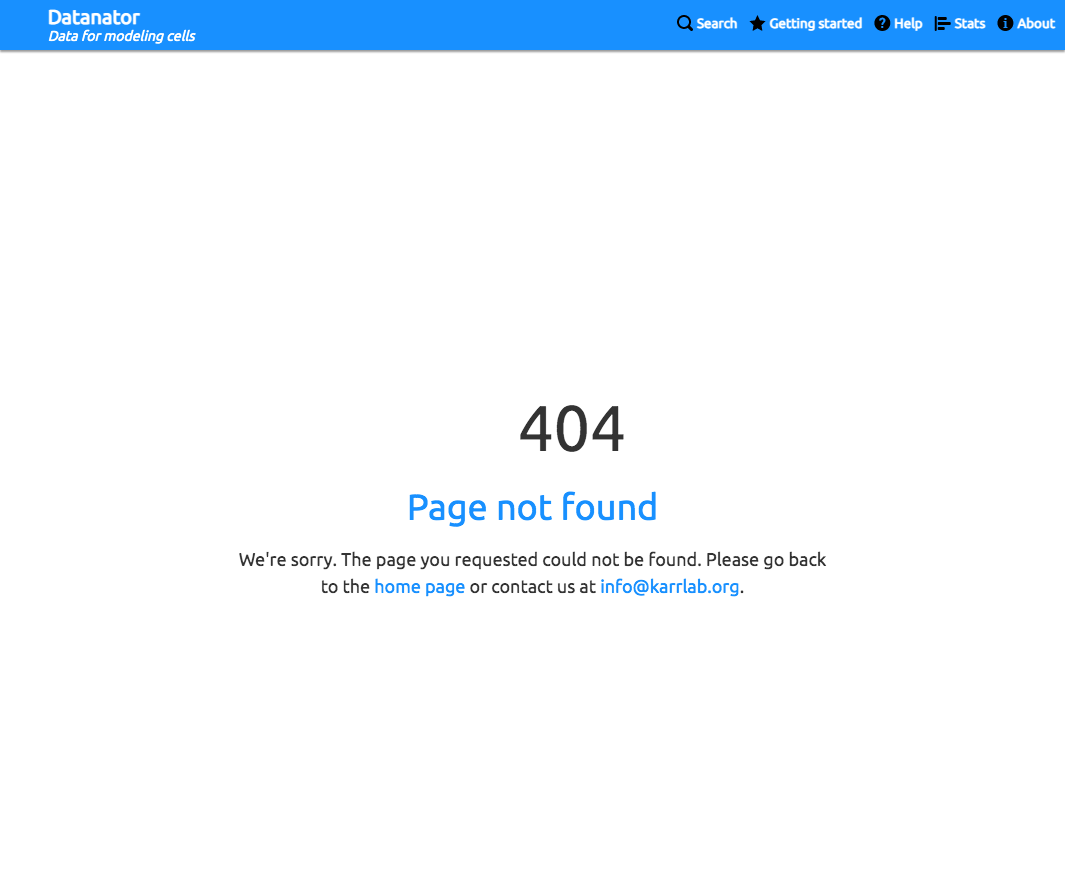 Datanator
Data for modeling cells
Search Getting started Help Stats About
404
Page not found
We're sorry. The page you requested could not be found. Please go back
to the home page or contact us at info@karrlab.org.